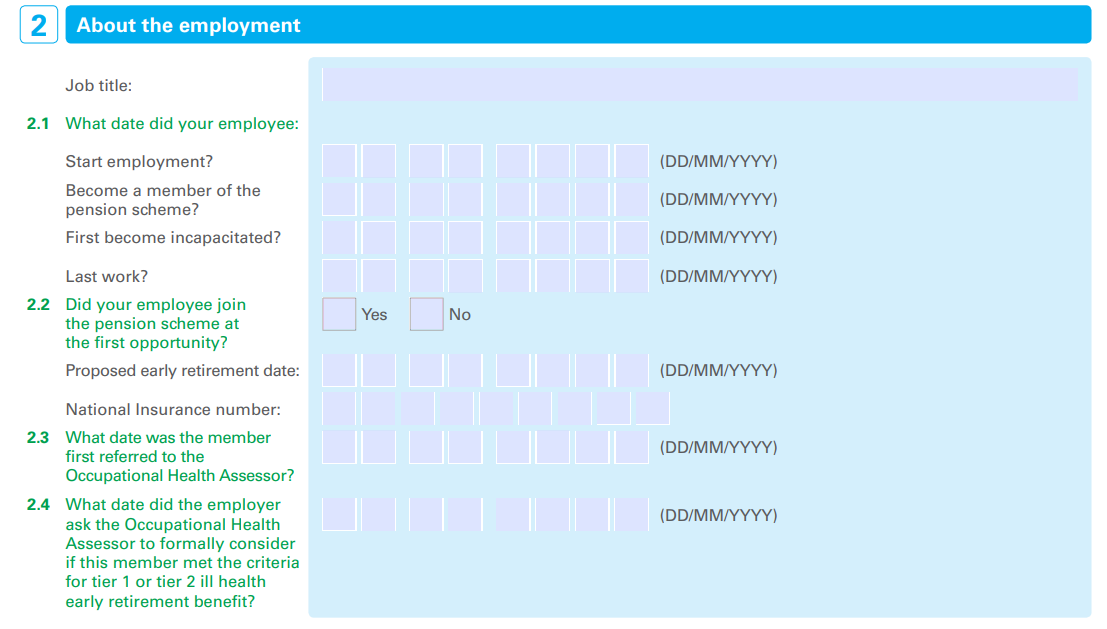 2 About the employment
Job title:
2.1 What date did your employee:
Start employment? (DD/MM/YYYY)
Become a member of the
pension scheme? (DD/MM/YYYY)
First become incapacitated? (DD/MM/YYYY)
Last work? (DD/MM/YYYY)
2.2 Did your employee join
the pension scheme at
the first opportunity?
Yes No
Proposed early retirement date: (DD/MM/YYYY)
National Insurance number:
2.3 What date was the member
first referred to the
Occupational Health Assessor?
(DD/MM/YYYY)
2.4 What date did the employer
ask the Occupational Health
Assessor to formally consider
if this member met the criteria
for tier 1 or tier 2 ill health
early retirement benefit?
(DD/MM/YYYY)